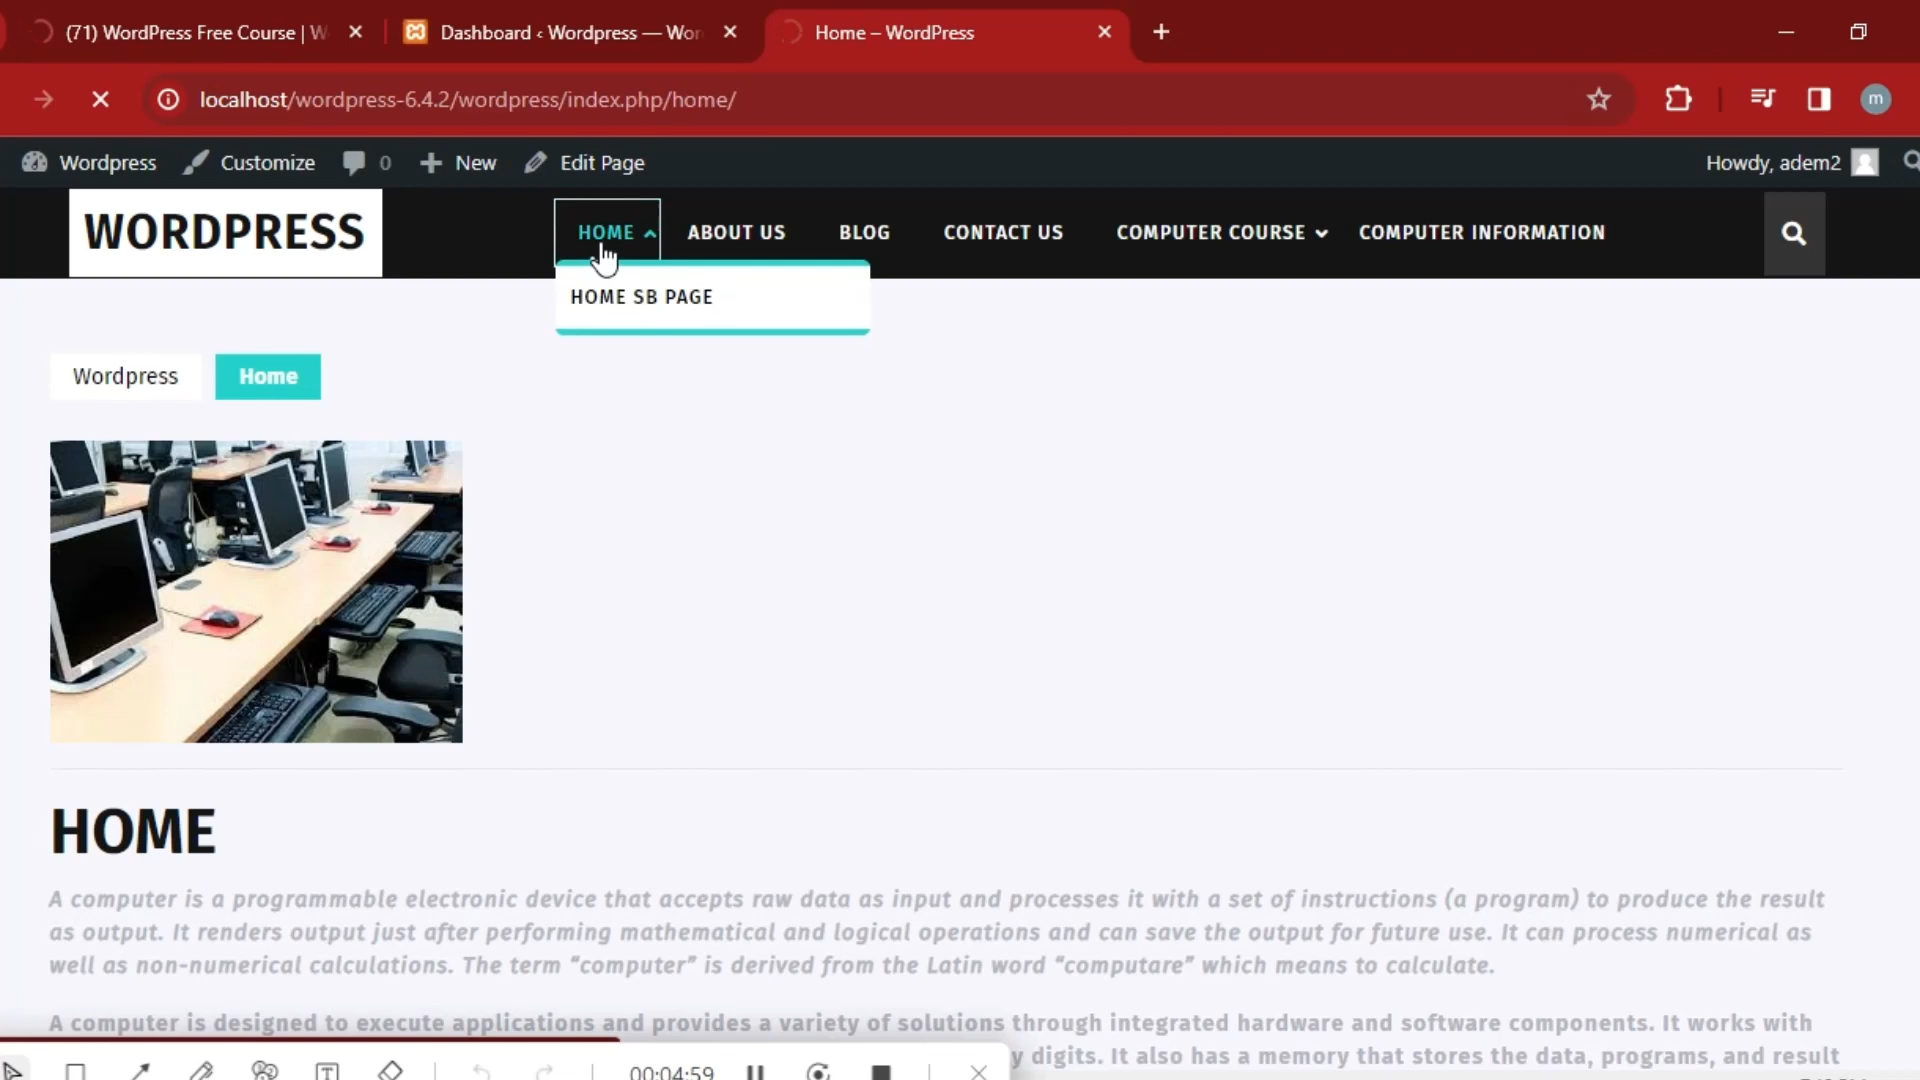 (71) WordPress Free Course | W
Dashboard ‹ Wordpress — Wor
Home – WordPress
localhost/wordpress-6.4.2/wordpress/index.php/home/
m
Wordpress
Customize
0
New
Edit Page
Howdy, adem2
WORDPRESS
HOME
ABOUT US
BLOG
CONTACT US
COMPUTER COURSE
COMPUTER INFORMATION
HOME SB PAGE
Wordpress
Home
HOME
A computer is a programmable electronic device that accepts raw data as input and processes it with a set of instructions (a program) to produce the result
as output. It renders output just after performing mathematical and logical operations and can save the output for future use. It can process numerical as
well as non-numerical calculations. The term “computer” is derived from the Latin word “computare” which means to calculate.
A computer is designed to execute applications and provides a variety of solutions through integrated hardware and software components. It works with
y digits. It also has a memory that stores the data, programs, and result
00:04:59